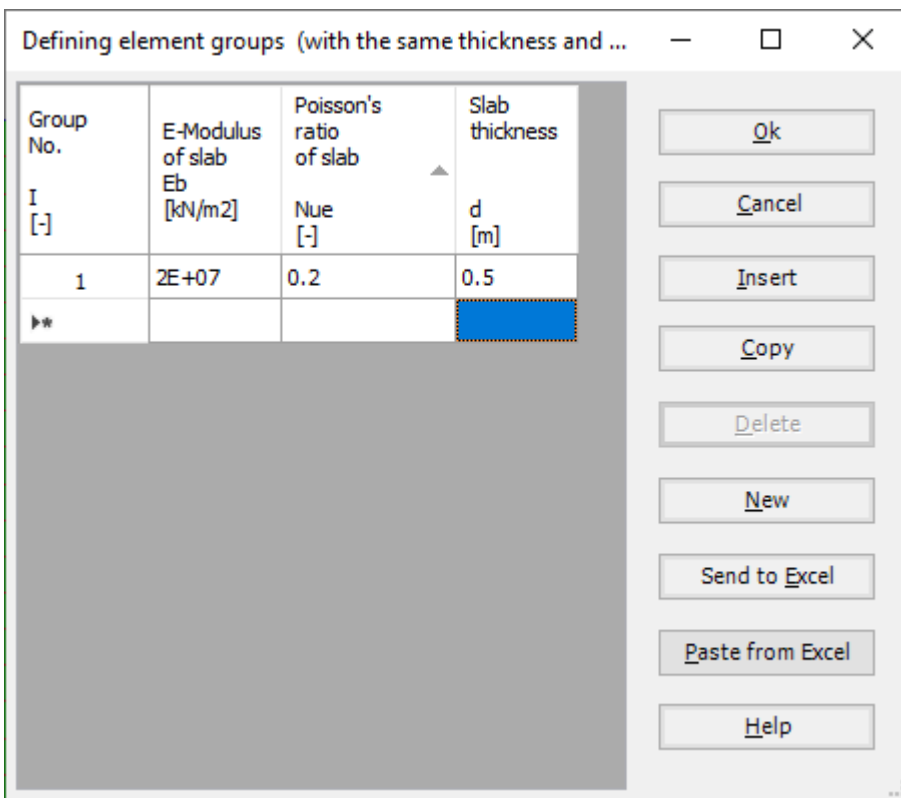 Defining element groups (with the same thickness and ...
Group
No.
I
[-]
E-Modulus
of slab
Eb
[kN/m2]
Poisson's
ratio
of slab
Nue
[-]
Slab
thickness
d
[m]
1 2E+07 0.2 0.5
Ok
Cancel
Insert
Copy
Delete
New
Send to Excel
Paste from Excel
Help